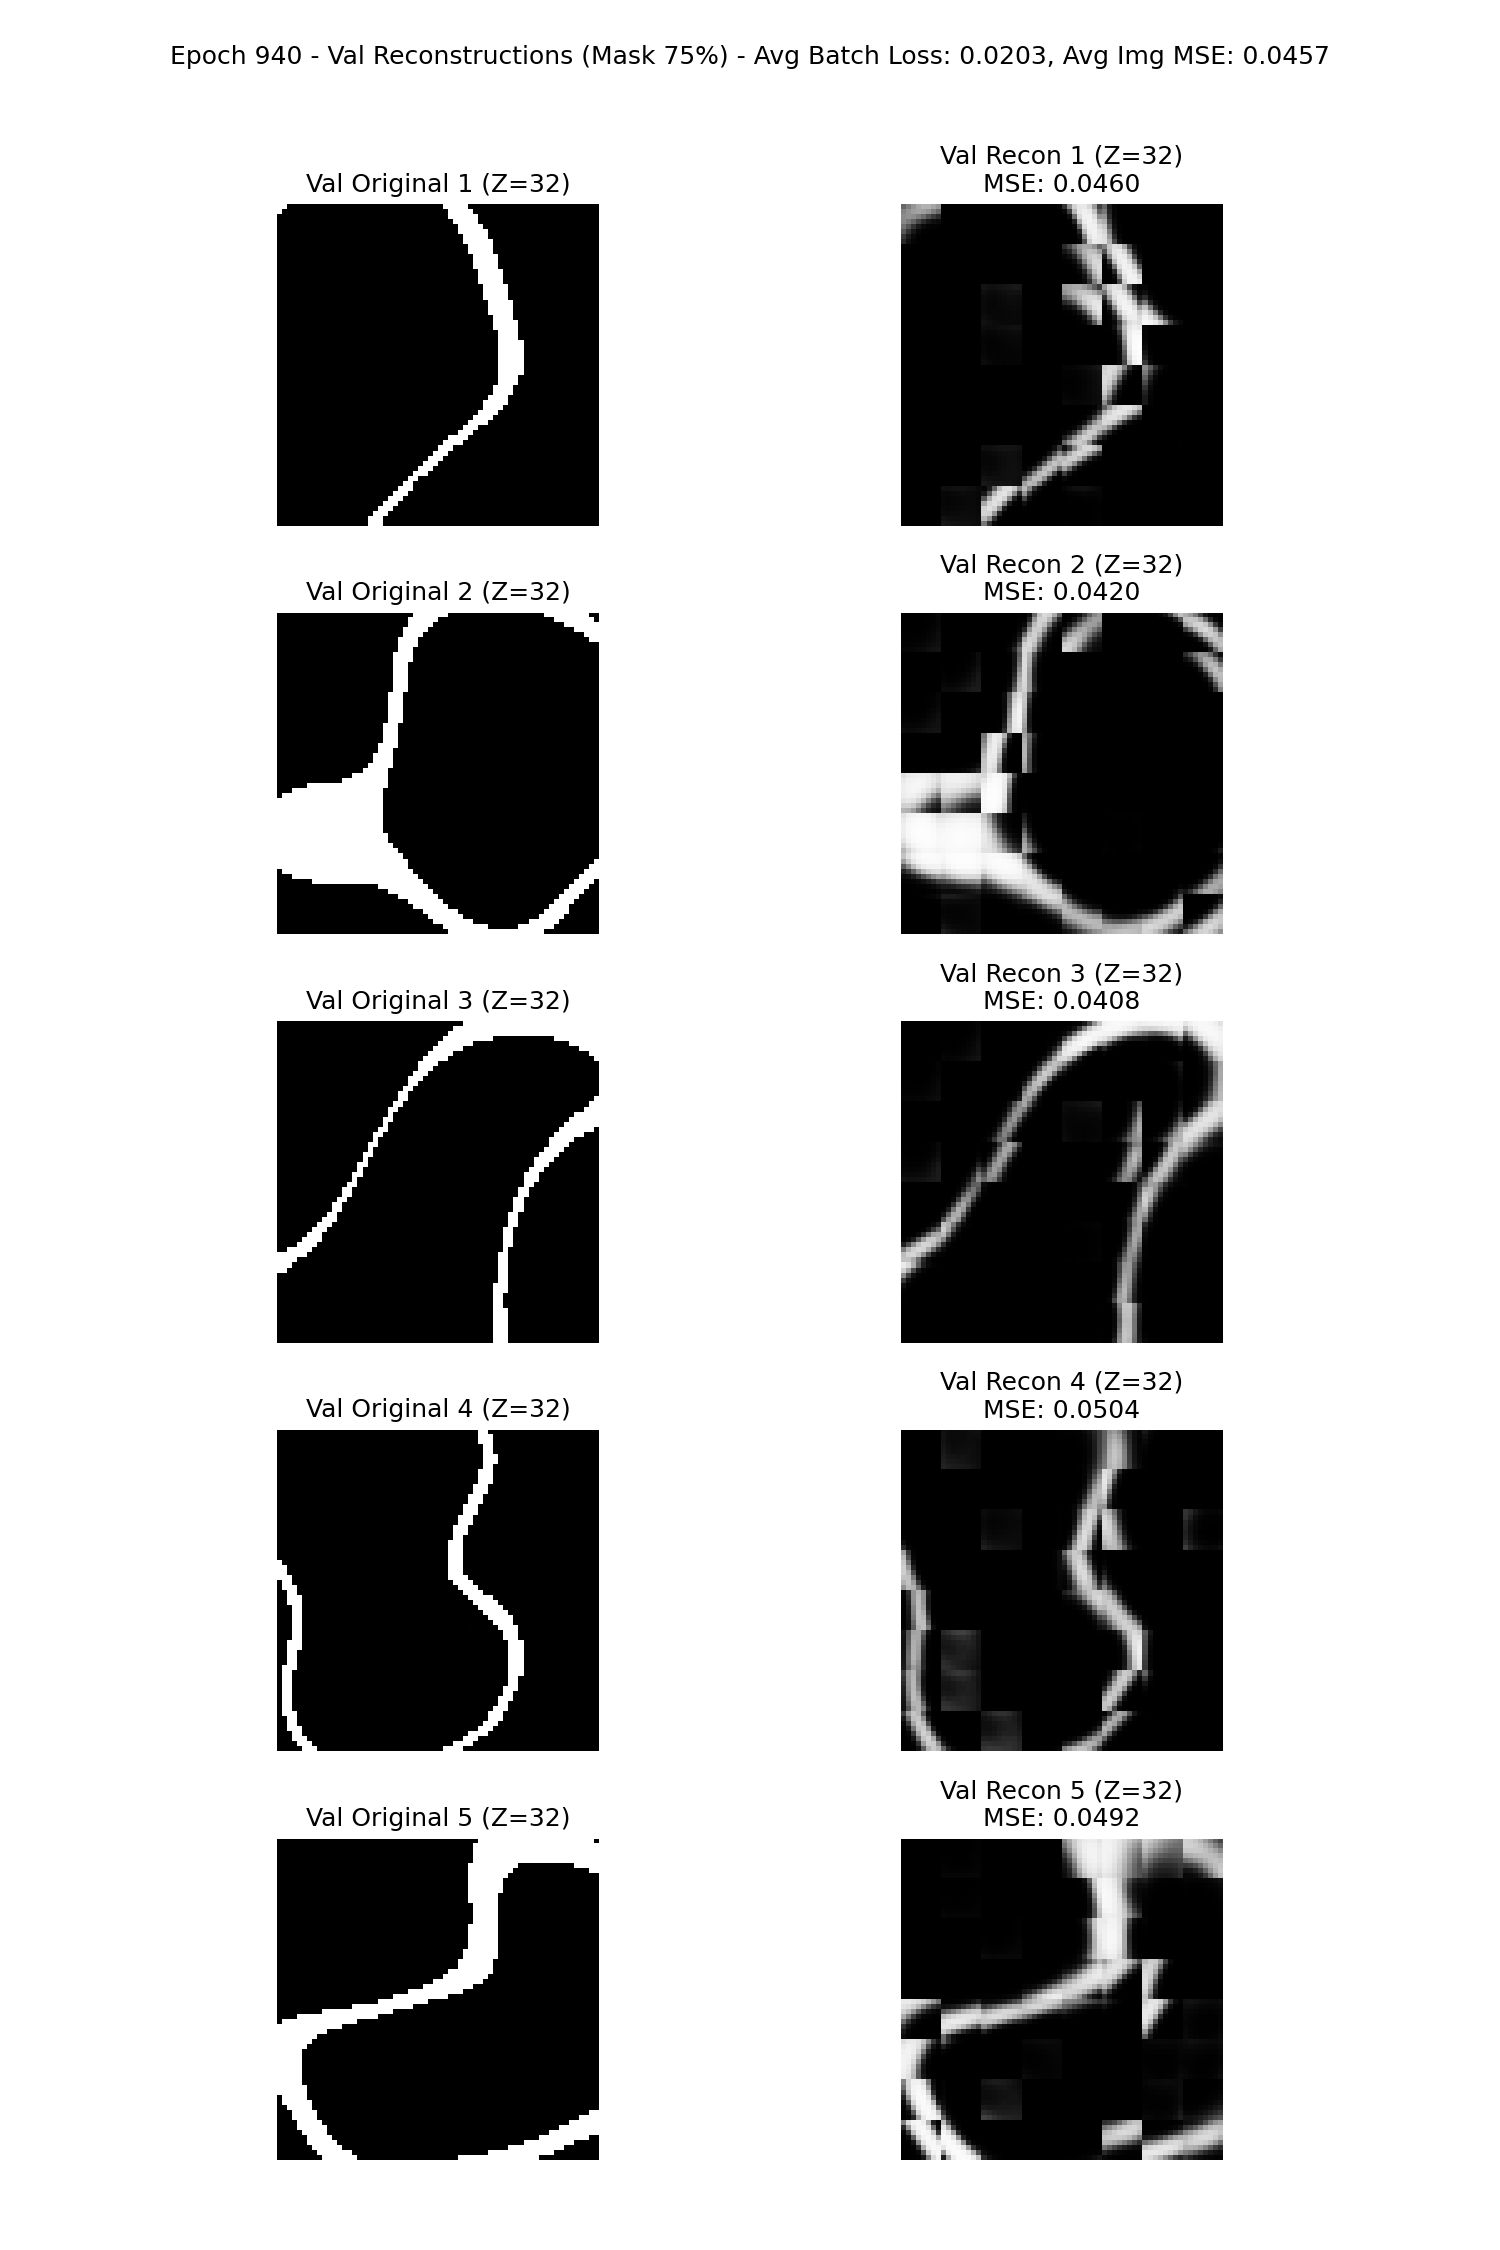 Epoch 940 - Val Reconstructions (Mask 75%) - Avg Batch Loss: 0.0203, Avg Img MSE: 0.0457
Val Original 1 (Z=32)
Val Recon 1 (Z=32)
MSE: 0.0460
Val Original 2 (Z=32)
Val Recon 2 (Z=32)
MSE: 0.0420
Val Original 3 (Z=32)
Val Recon 3 (Z=32)
MSE: 0.0408
Val Original 4 (Z=32)
Val Recon 4 (Z=32)
MSE: 0.0504
Val Original 5 (Z=32)
Val Recon 5 (Z=32)
MSE: 0.0492